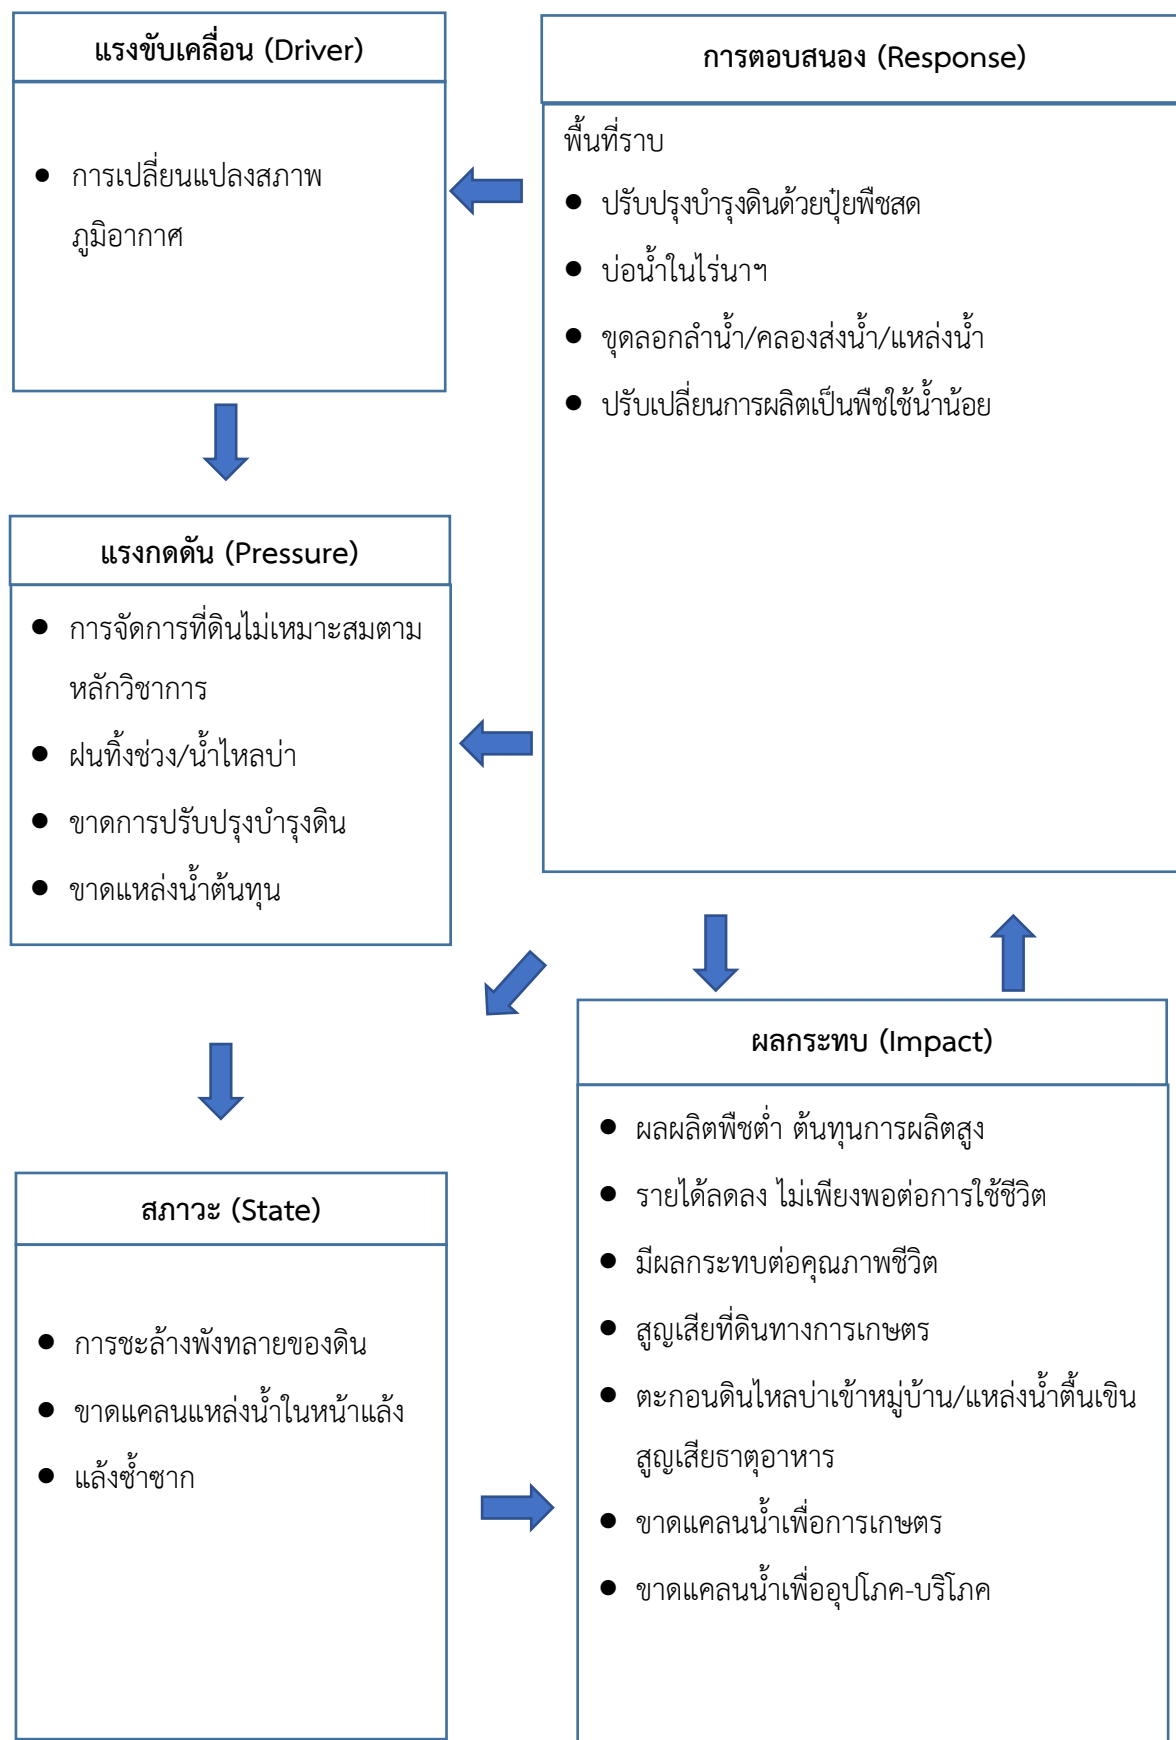 แรงขับเคลื่อน (Driver)
● การเปลี่ยนแปลงสภาพ
ภูมิอากาศ
การตอบสนอง (Response)
พื้นที่ราบ
● ปรับปรุงบำรุงดินด้วยปุ๋ยพืชสด
● บ่อน้ำในไร่นาฯ
● ขุดลอกลำน้ำ/คลองส่งน้ำ/แหล่งน้ำ
● ปรับเปลี่ยนการผลิตเป็นพืชใช้น้ำน้อย
แรงกดดัน (Pressure)
● การจัดการที่ดินไม่เหมาะสมตาม
หลักวิชาการ
● ฝนทิ้งช่วง/น้ำไหลบ่า
● ขาดการปรับปรุงบำรุงดิน
● ขาดแหล่งน้ำต้นทุน
ผลกระทบ (Impact)
● ผลผลิตพืชต่ำ ต้นทุนการผลิตสูง
● รายได้ลดลง ไม่เพียงพอต่อการใช้ชีวิต
● มีผลกระทบต่อคุณภาพชีวิต
● สูญเสียที่ดินทางการเกษตร
● ตะกอนดินไหลบ่าเข้าหมู่บ้าน/แหล่งน้ำตื้นเขิน
สูญเสียธาตุอาหาร
● ขาดแคลนน้ำเพื่อการเกษตร
● ขาดแคลนน้ำเพื่ออุปโภค-บริโภค
สภาวะ (State)
● การชะล้างพังทลายของดิน
● ขาดแคลนแหล่งน้ำในหน้าแล้ง
● แล้งซ้ำซาก